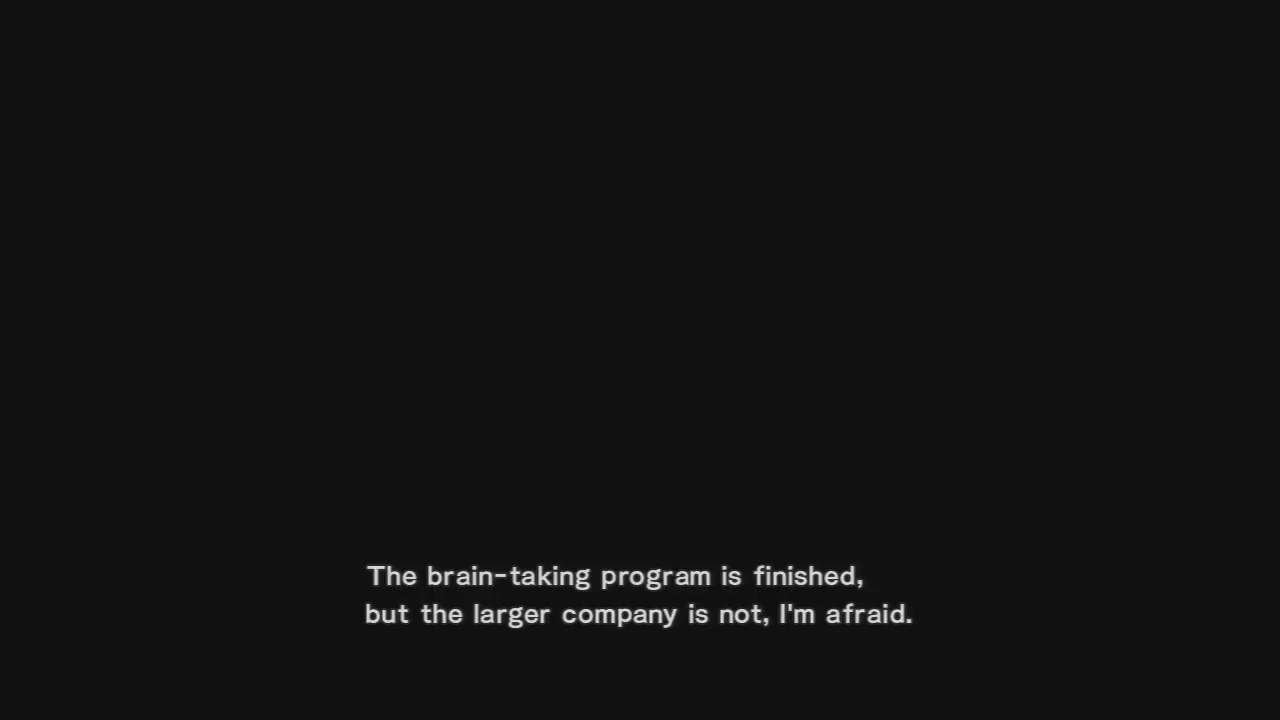 The brain-taking program is finished,
but the larger company is not, I'm afraid.